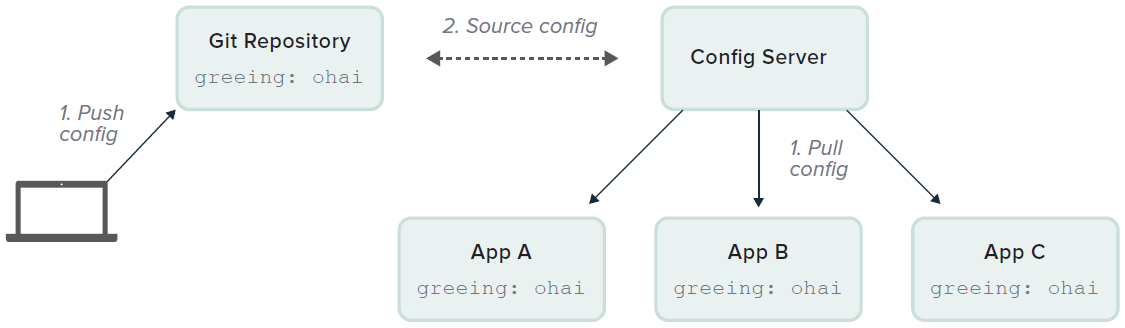 Git Repository
greeing: ohai
2. Source config
Config Server
1. Push
config
1. Pull
config
App A
greeing: ohai
App B
greeing: ohai
App C
greeing: ohai